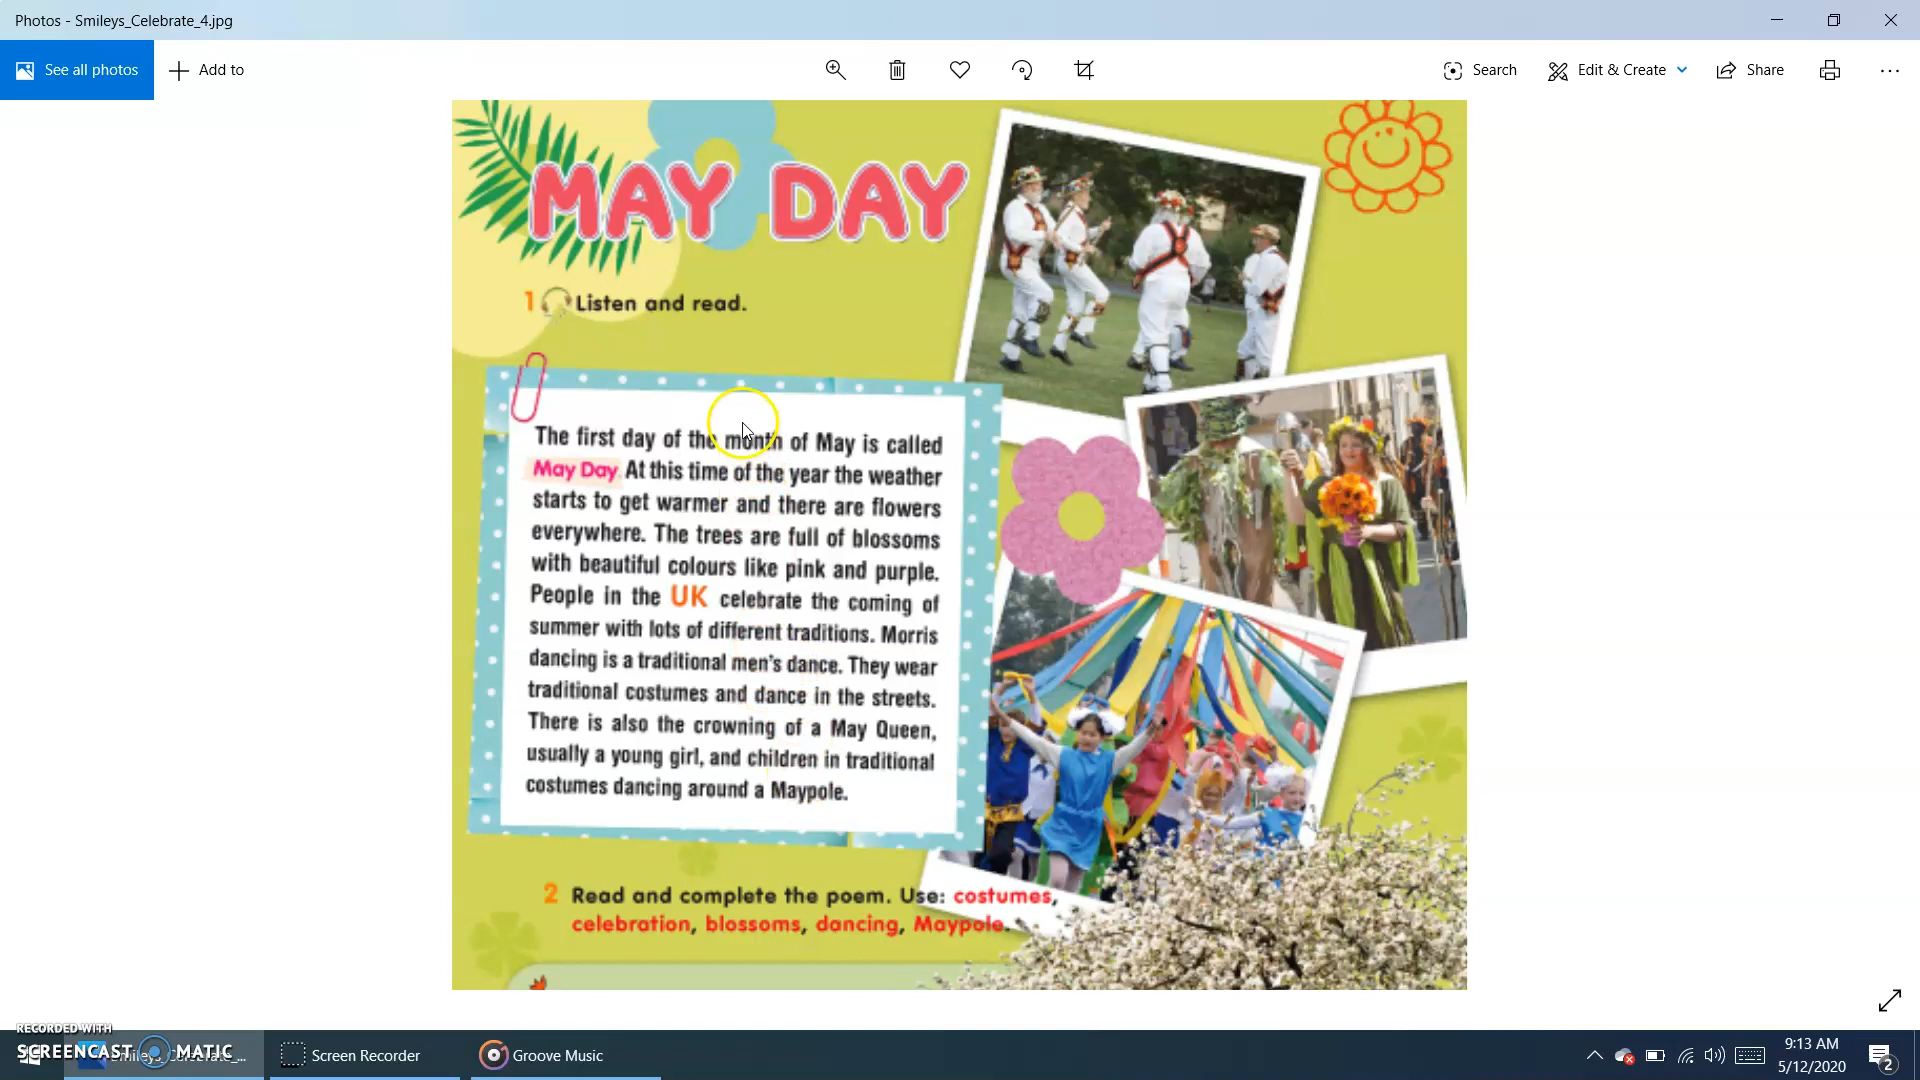 Photos - Smileys_Celebrate_4.jpg
See all photos
Add to
Search
Edit & Create
Share
MAY DAY
1 Listen and read.
The first day of the month of May is called
May Day At this time of the year the weather
starts to get warmer and there are flowers
everywhere. The trees are full of blossoms
with beautiful colours like pink and purple.
People in the UK celebrate the coming of
summer with lots of different traditions. Morris
dancing is a traditional men's dance. They wear
traditional costumes and dance in the streets.
There is also the crowning of a May Queen,
usually a young girl, and children in traditional
costumes dancing around a Maypole.
2 Read and complete the poem. Use: costumes,
celebration, blossoms, dancing, Maypole.
RECORDED WITH
SCREENCAST MATIC
Screen Recorder
Groove Music
9:13 AM
5/12/2020
2